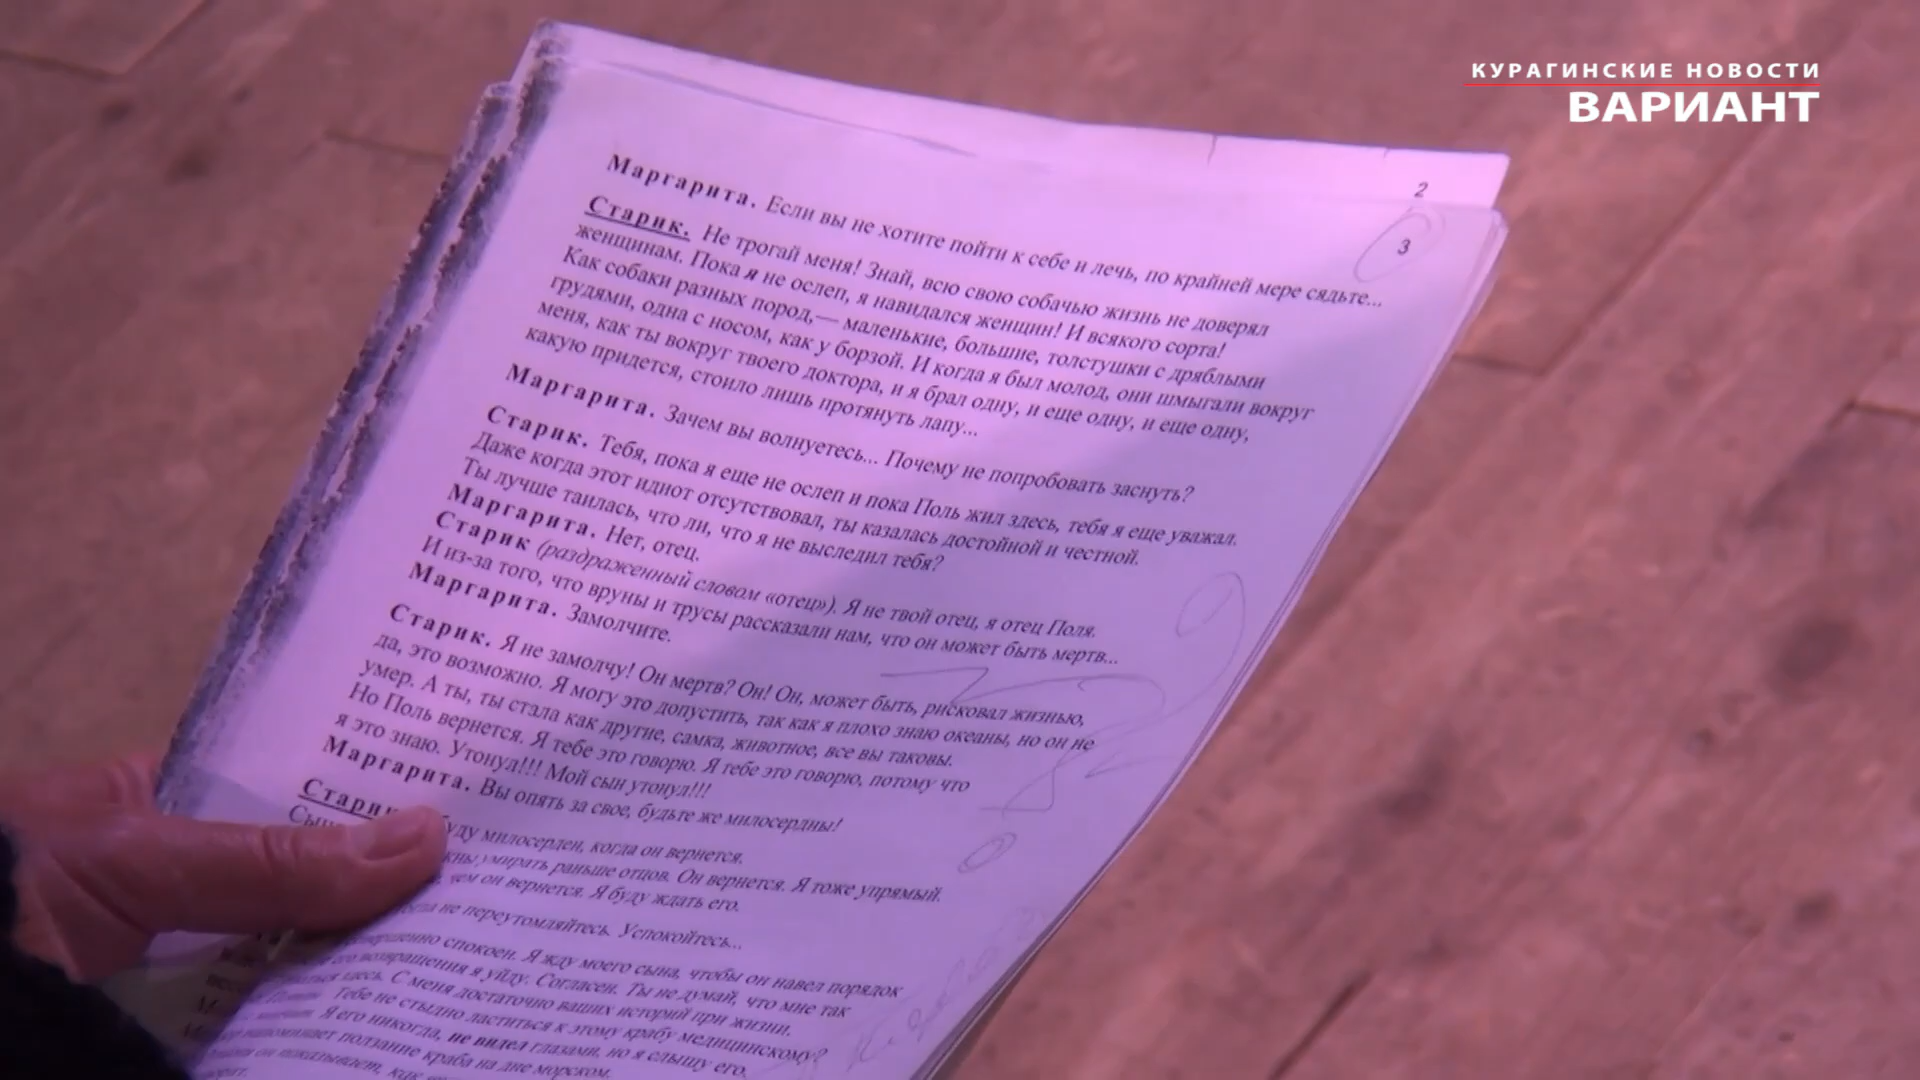 КУРАГИНСКИЕ НОВОСТИ
ВАРИАНТ
2
3
Маргарита. Если вы не хотите пойти к себе и лечь, по крайней мере сядьте...
Старик. Не трогай меня! Знай, всю свою собачью жизнь не доверял
женщинам. Пока я не ослеп, я навидался женщин! И всякого сорта!
Как собаки разных пород,— маленькие, большие, толстушки с дряблыми
грудями, одна с носом, как у борзой. И когда я был молод, они шмыгали вокруг
меня, как ты вокруг твоего доктора, и я брал одну, и еще одну, и еще одну,
какую придется, стоило лишь протянуть лапу...
Маргарита. Зачем вы волнуетесь... Почему не попробовать заснуть?
Старик. Тебя, пока я еще не ослеп и пока Поль жил здесь, тебя я еще уважал.
Даже когда этот идиот отсутствовал, ты казалась достойной и честной.
Ты лучше таилась, что ли, что я не выследил тебя?
Маргарита. Нет, отец.
Старик (раздраженный словом «отец»). Я не твой отец, я отец Поля.
И из-за того, что вруны и трусы рассказали нам, что он может быть мертв...
Маргарита. Замолчите.
Старик. Я не замолчу! Он мертв? Он! Он, может быть, рисковал жизнью,
да, это возможно. Я могу это допустить, так как я плохо знаю океаны, но он не
умер. А ты, ты стала как другие, самка, животное, все вы таковы.
Но Поль вернется. Я тебе это говорю. Я тебе это говорю, потому что
я это знаю. Утонул!!! Мой сын утонул!!!
Маргарита. Вы опять за свое, будьте же милосердны!
Старик буду милосерден, когда он вернется.
умирать раньше отцов. Он вернется. Я тоже упрямый.
чем он вернется. Я буду ждать его.
не переутомляйтесь. Успокойтесь...
спокоен. Я жду моего сына, чтобы он навел порядок
его возвращения я уйду. Согласен. Ты не думай, что мне так
здесь. С меня достаточно ваших историй при жизни.
Тебе не стыдно ластиться к этому крабу медицинскому?
Я его никогда, не видел глазами, но я слышу его.
напоминает ползание краба на дне морском.